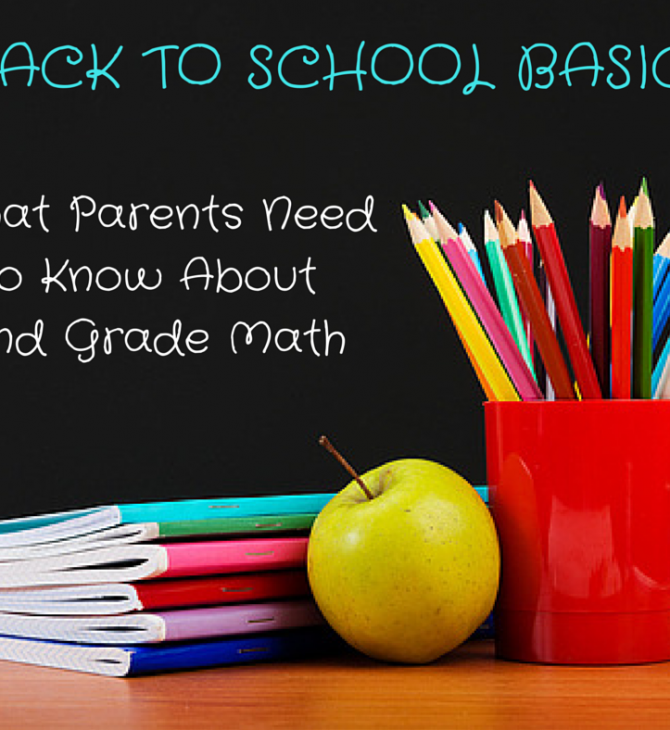 ACK TO SCHOOL BASIC
at Parents Need
o Know About
nd Grade Math